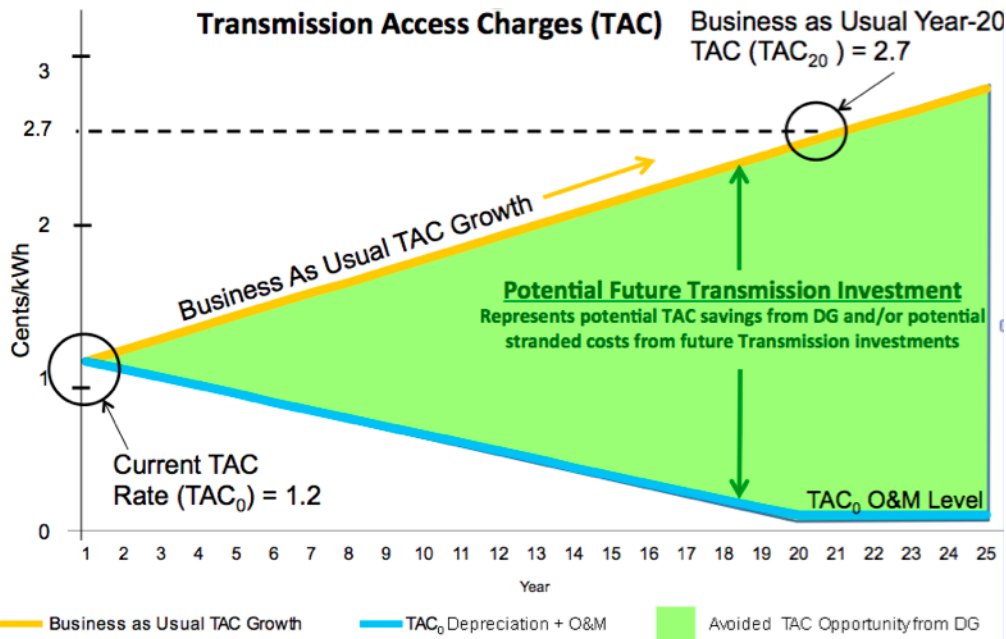 Transmission Access Charges (TAC)
Business as Usual Year-20
TAC (TAC₂₀ ) = 2.7
3
2.7
2
1
0
Cents/kWh
Business As Usual TAC Growth
Potential Future Transmission Investment
Represents potential TAC savings from DG and/or potential
stranded costs from future Transmission investments
Current TAC
Rate (TAC₀) = 1.2
TAC₀ O&M Level
1 2 3 4 5 6 7 8 9 10 11 12 13 14 15 16 17 18 19 20 21 22 23 24 25
Year
Business as Usual TAC Growth
TAC₀ Depreciation + O&M
Avoided TAC Opportunity from DG